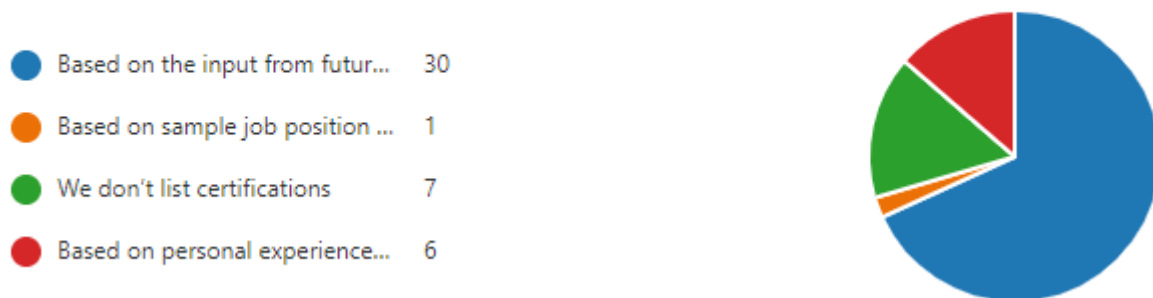 Based on the input from futur... 30
Based on sample job position ... 1
We don't list certifications 7
Based on personal experience... 6